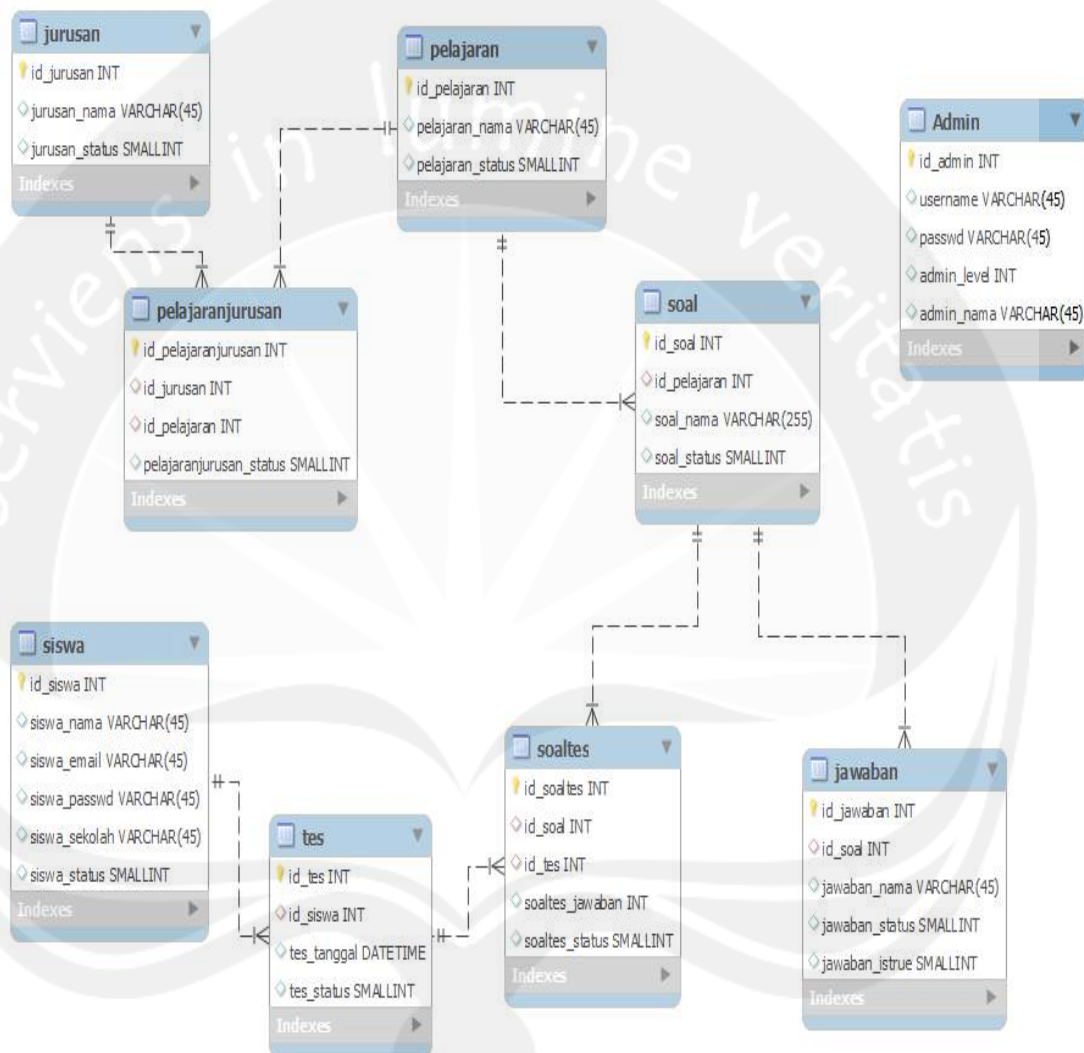 jurusan
id_jurusan INT
jurusan_nama VARCHAR(45)
jurusan_status SMALLINT
Indexes
pelajaran
id_pelajaran INT
pelajaran_nama VARCHAR(45)
pelajaran_status SMALLINT
Indexes
Admin
id_admin INT
username VARCHAR(45)
passwd VARCHAR(45)
admin_level INT
admin_nama VARCHAR(45)
Indexes
pelajaranjurusan
id_pelajaranjurusan INT
id_jurusan INT
id_pelajaran INT
pelajaranjurusan_status SMALLINT
Indexes
soal
id_soal INT
id_pelajaran INT
soal_nama VARCHAR(255)
soal_status SMALLINT
Indexes
siswa
id_siswa INT
siswa_nama VARCHAR(45)
siswa_email VARCHAR(45)
siswa_passwd VARCHAR(45)
siswa_sekolah VARCHAR(45)
siswa_status SMALLINT
Indexes
tes
id_tes INT
id_siswa INT
tes_tanggal DATETIME
tes_status SMALLINT
Indexes
soaltes
id_soaltes INT
id_soal INT
id_tes INT
soaltes_jawaban INT
soaltes_status SMALLINT
Indexes
jawaban
id_jawaban INT
id_soal INT
jawaban_nama VARCHAR(45)
jawaban_status SMALLINT
jawaban_istrue SMALLINT
Indexes
serviens in lumine veritatis